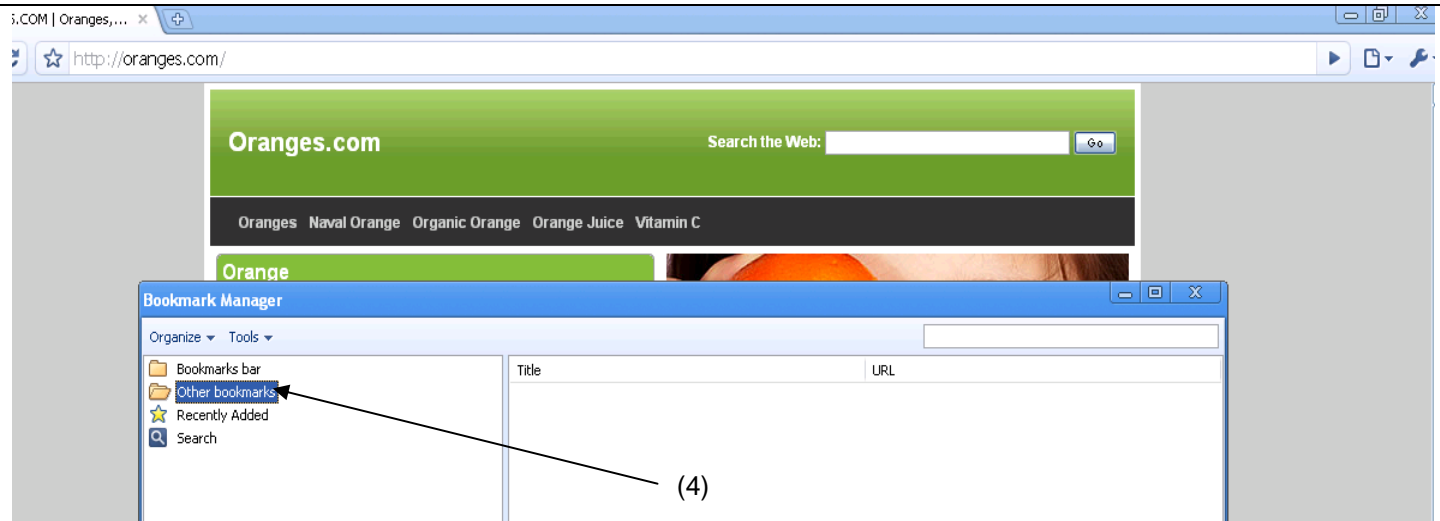 S.COM | Oranges,...
http://oranges.com/
Oranges.com
Search the Web:
Go
Oranges Naval Orange Organic Orange Orange Juice Vitamin C
Orange
Bookmark Manager
Organize Tools
Bookmarks bar
Title URL
Other bookmarks
Recently Added
Search
(4)